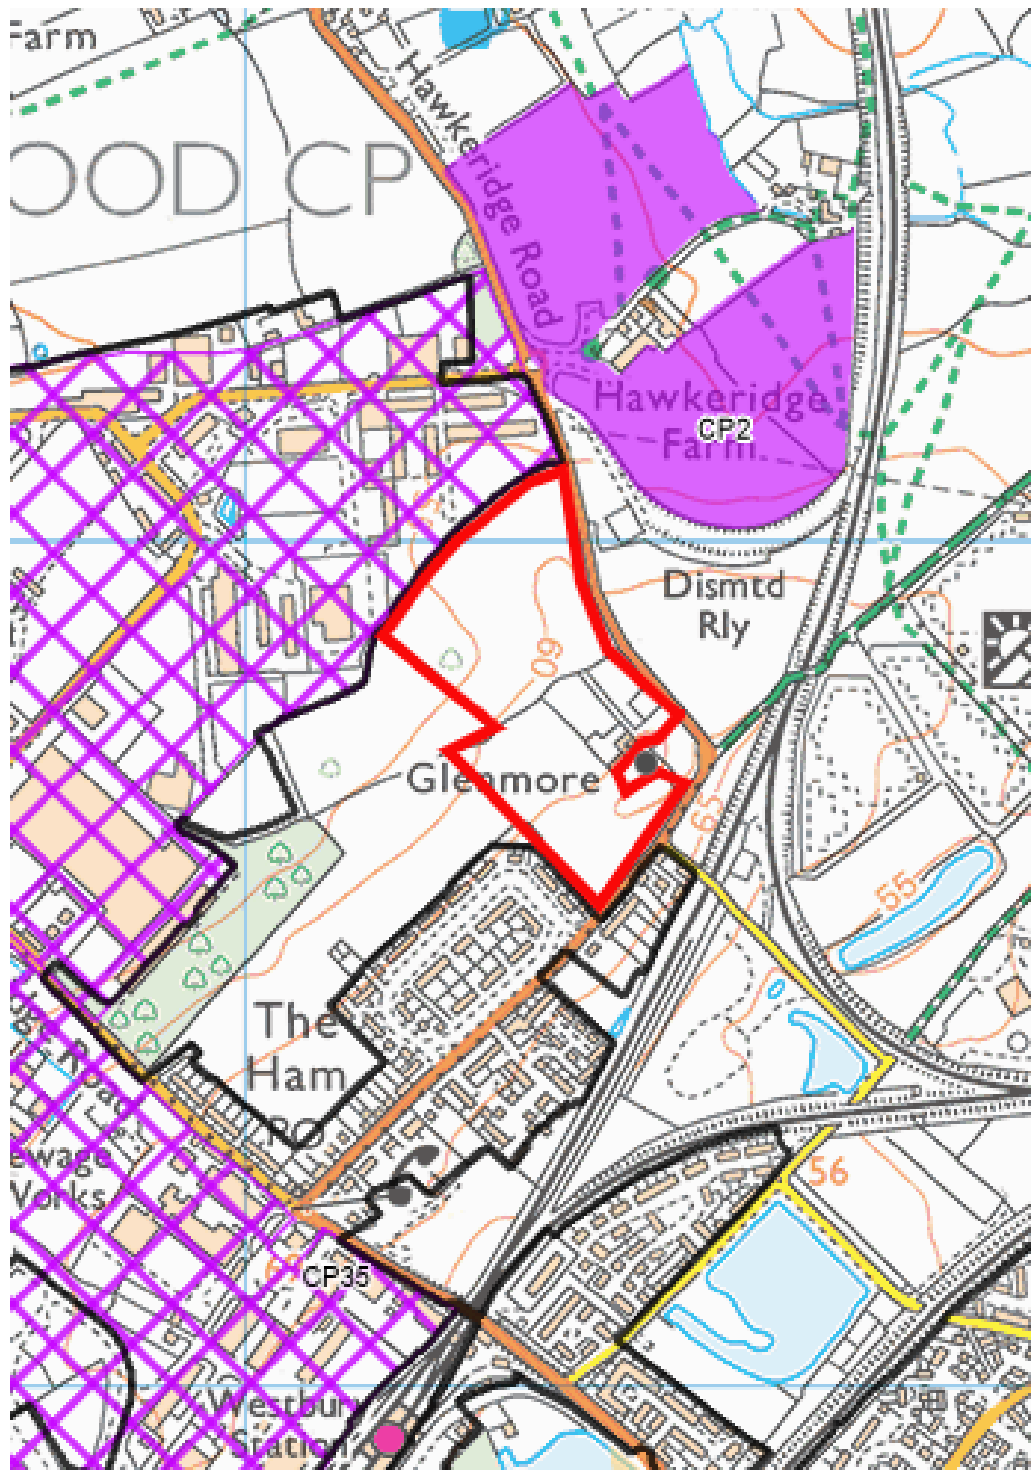 Farm
Hawkeridge Road
OOD CP
Hawkeridge
CP2
Farm
Dismtd
Rly
60
Glenmore
65
55
The
Ham
PO
Works
56
CP35
Westbury
Station